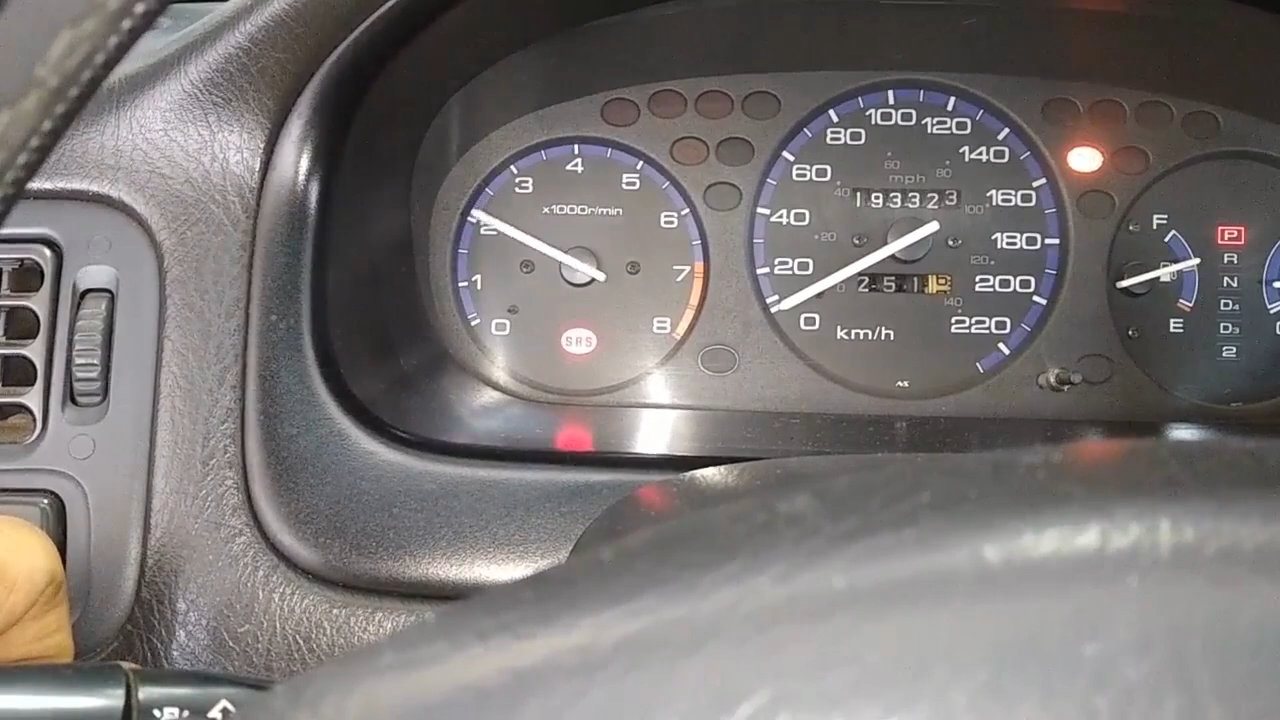 0 1 2 3 4 5 6 7 8
x1000r/min
SRS
0 20 40 60 80 100 120 140 160 180 200 220
20 40 60 80 100 120 140
mph
193323
251
km/h
NS
F
E
P
R
N
D4
D3
2